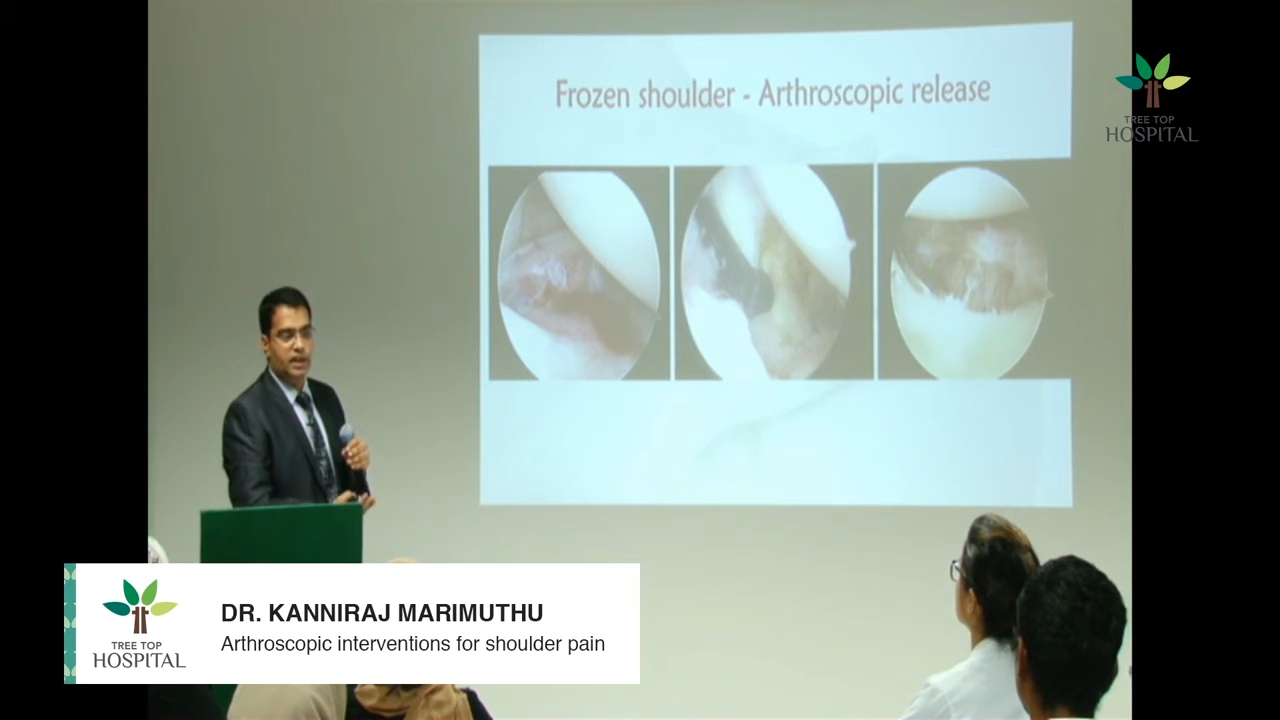 Frozen shoulder - Arthroscopic release
TREE TOP
HOSPITAL
DR. KANNIRAJ MARIMUTHU
Arthroscopic interventions for shoulder pain
TREE TOP
HOSPITAL